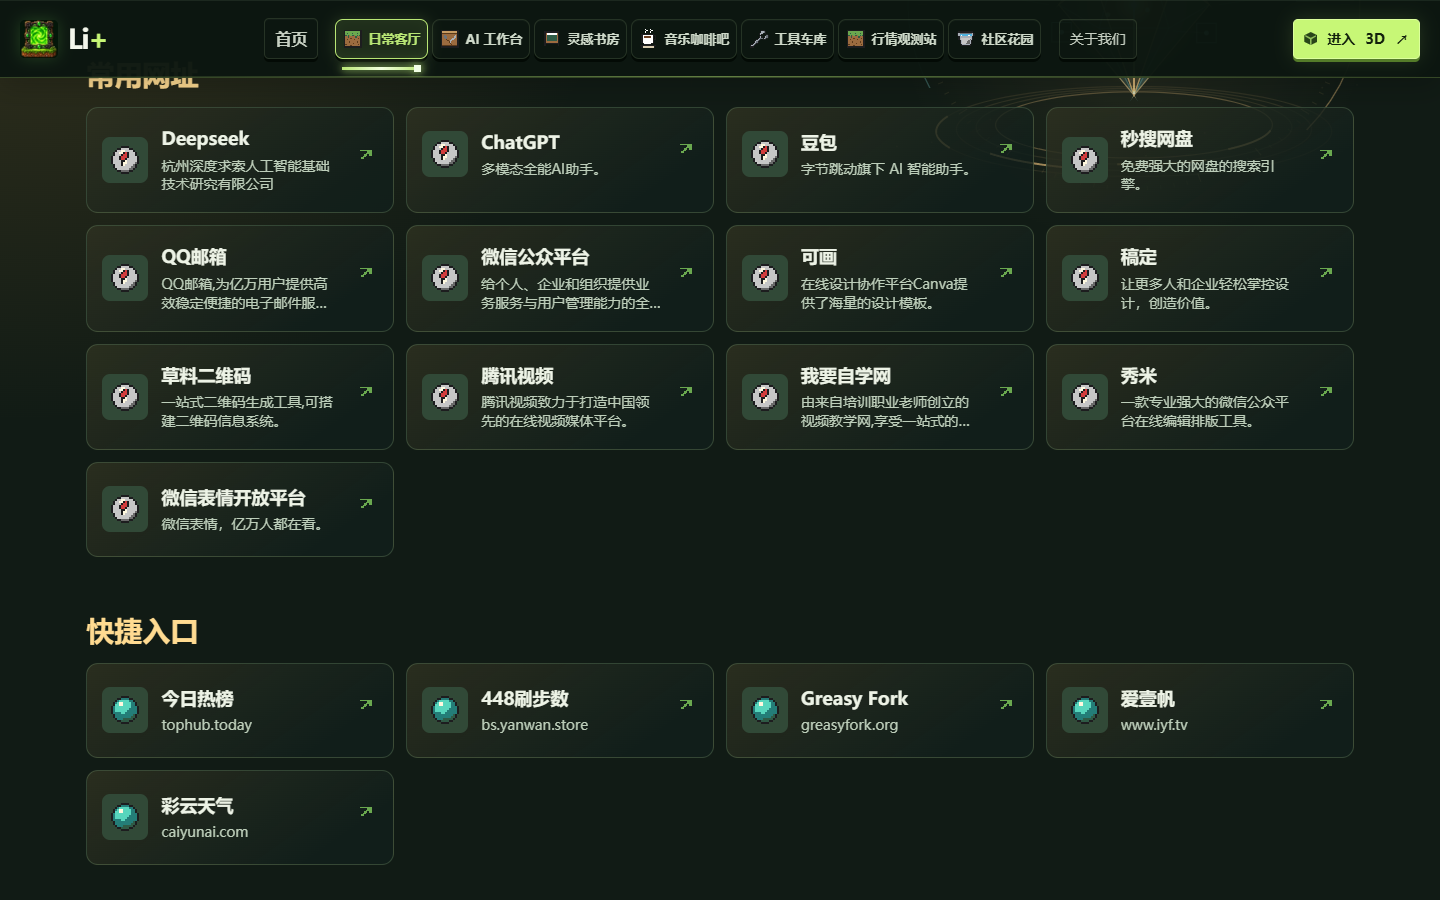 Li+
首页
日常客厅
AI 工作台
灵感书房
音乐咖啡吧
工具车库
行情观测站
社区花园
关于我们
进入 3D
常用网址
Deepseek
杭州深度求索人工智能基础
技术研究有限公司
ChatGPT
多模态全能AI助手。
豆包
字节跳动旗下 AI 智能助手。
秒搜网盘
免费强大的网盘的搜索引
擎。
QQ邮箱
QQ邮箱,为亿万用户提供高
效稳定便捷的电子邮件服...
微信公众平台
给个人、企业和组织提供业
务服务与用户管理能力的全...
可画
在线设计协作平台Canva提
供了海量的设计模板。
稿定
让更多人和企业轻松掌控设
计，创造价值。
草料二维码
一站式二维码生成工具,可搭
建二维码信息系统。
腾讯视频
腾讯视频致力于打造中国领
先的在线视频媒体平台。
我要自学网
由来自培训职业老师创立的
视频教学网,享受一站式的...
秀米
一款专业强大的微信公众平
台在线编辑排版工具。
微信表情开放平台
微信表情，亿万人都在看。
快捷入口
今日热榜
tophub.today
448刷步数
bs.yanwan.store
Greasy Fork
greasyfork.org
爱壹帆
www.iyf.tv
彩云天气
caiyunai.com